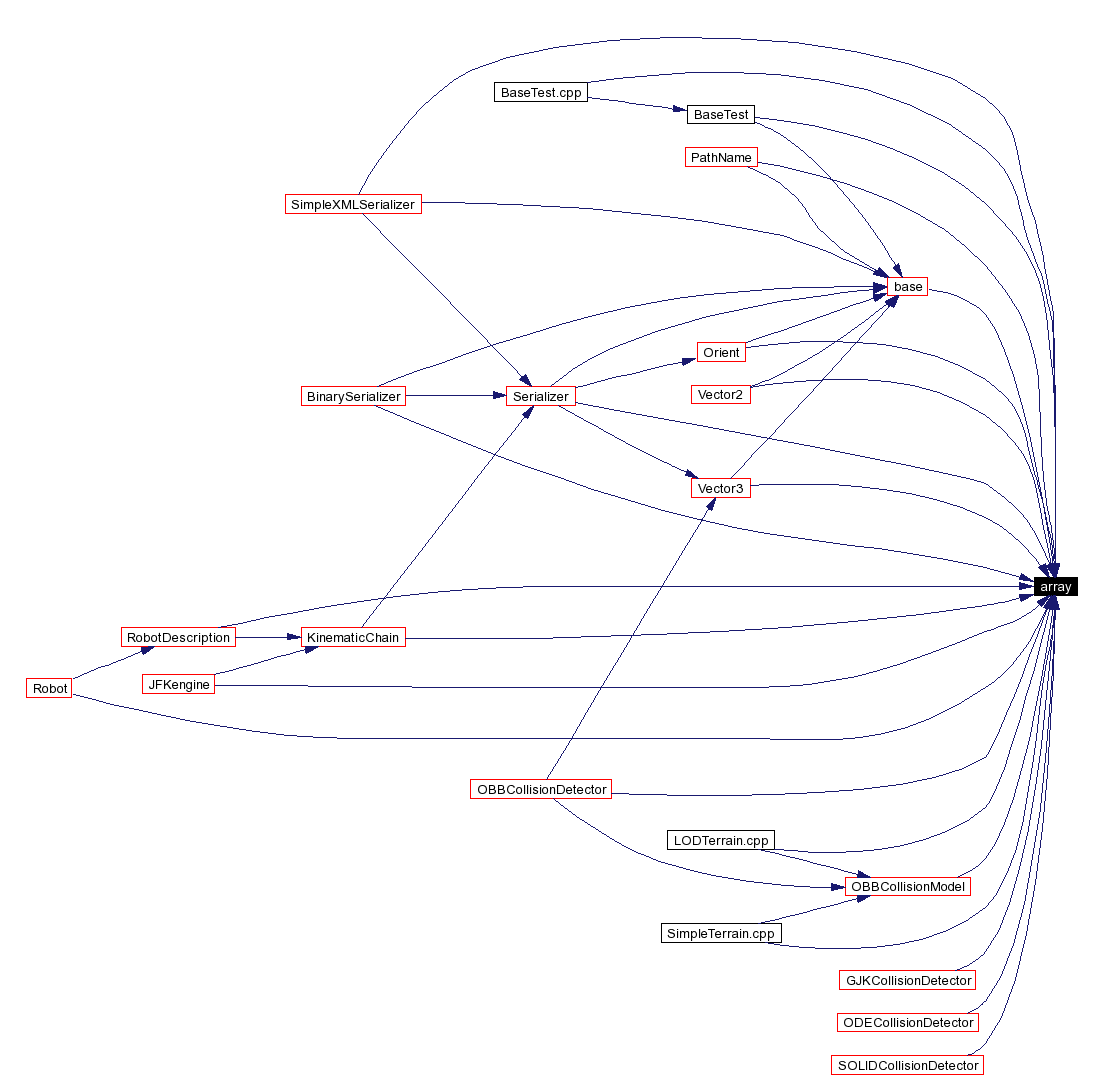 BaseTest.cpp
BaseTest
PathName
SimpleXMLSerializer
base
Orient
Vector2
BinarySerializer
Serializer
Vector3
array
RobotDescription
KinematicChain
JFKengine
Robot
OBBCollisionDetector
LODTerrain.cpp
OBBCollisionModel
SimpleTerrain.cpp
GJKCollisionDetector
ODECollisionDetector
SOLIDCollisionDetector